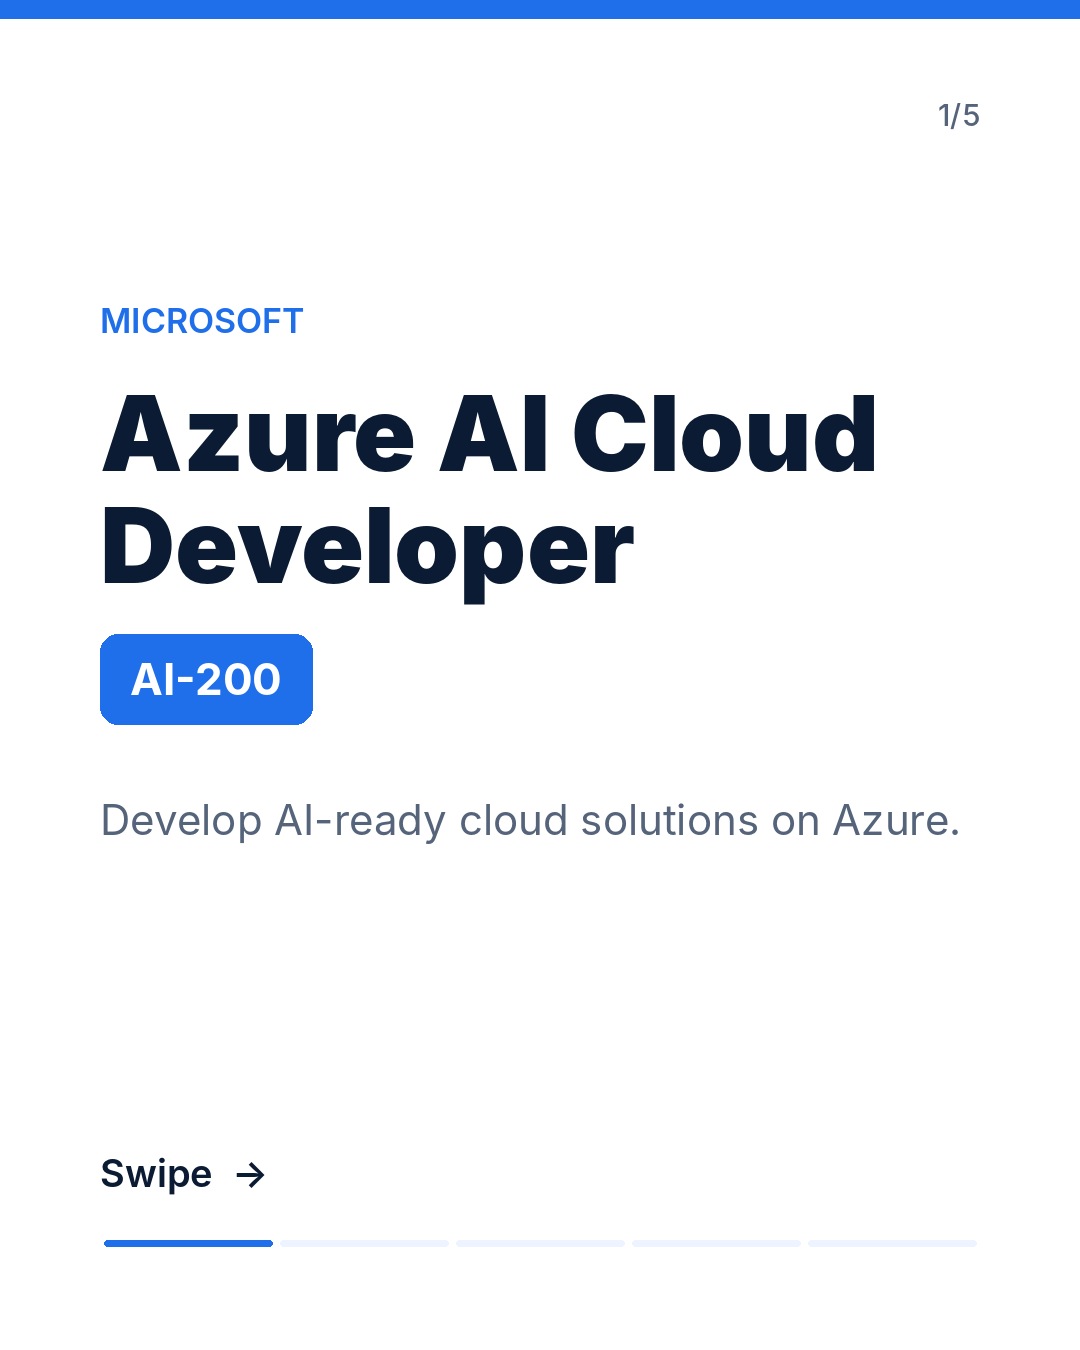 1/5
MICROSOFT
Azure AI Cloud
Developer
AI-200
Develop AI-ready cloud solutions on Azure.
Swipe →